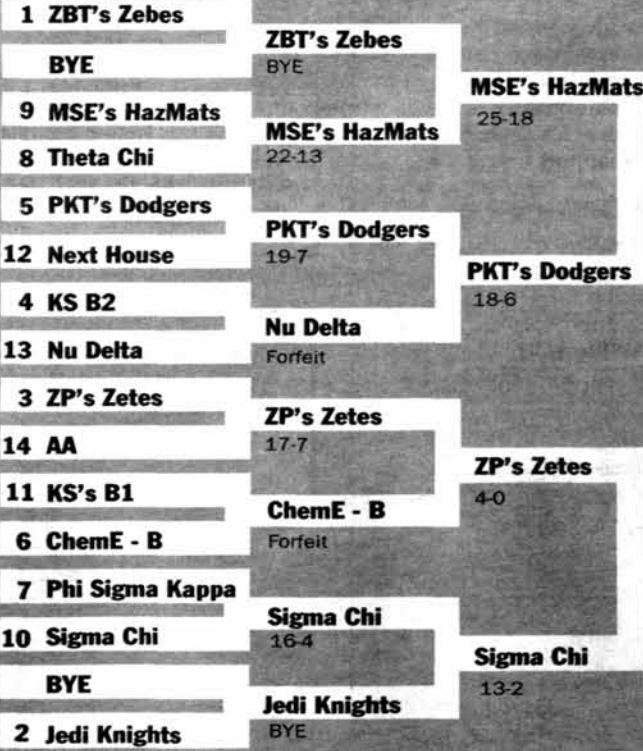 1 ZBT's Zebes
BYE
9 MSE's HazMats
8 Theta Chi
5 PKT's Dodgers
12 Next House
4 KS B2
13 Nu Delta
3 ZP's Zetes
14 AA
11 KS's B1
6 ChemE - B
7 Phi Sigma Kappa
10 Sigma Chi
BYE
2 Jedi Knights
ZBT's Zebes
BYE
MSE's HazMats
22-13
PKT's Dodgers
19-7
Nu Delta
Forfeit
ZP's Zetes
17-7
ChemE - B
Forfeit
Sigma Chi
16-4
Jedi Knights
BYE
MSE's HazMats
25-18
PKT's Dodgers
18-6
ZP's Zetes
4-0
Sigma Chi
13-2